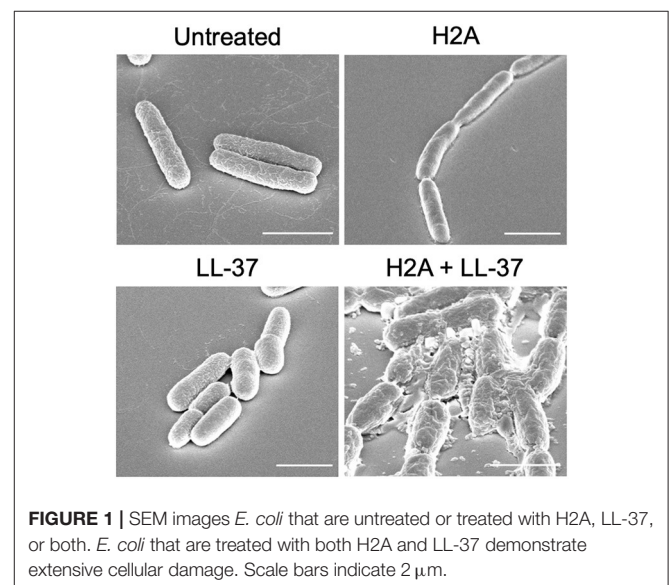 Untreated
H2A
LL-37
H2A + LL-37
FIGURE 1 | SEM images E. coli that are untreated or treated with H2A, LL-37,
or both. E. coli that are treated with both H2A and LL-37 demonstrate
extensive cellular damage. Scale bars indicate 2 μm.